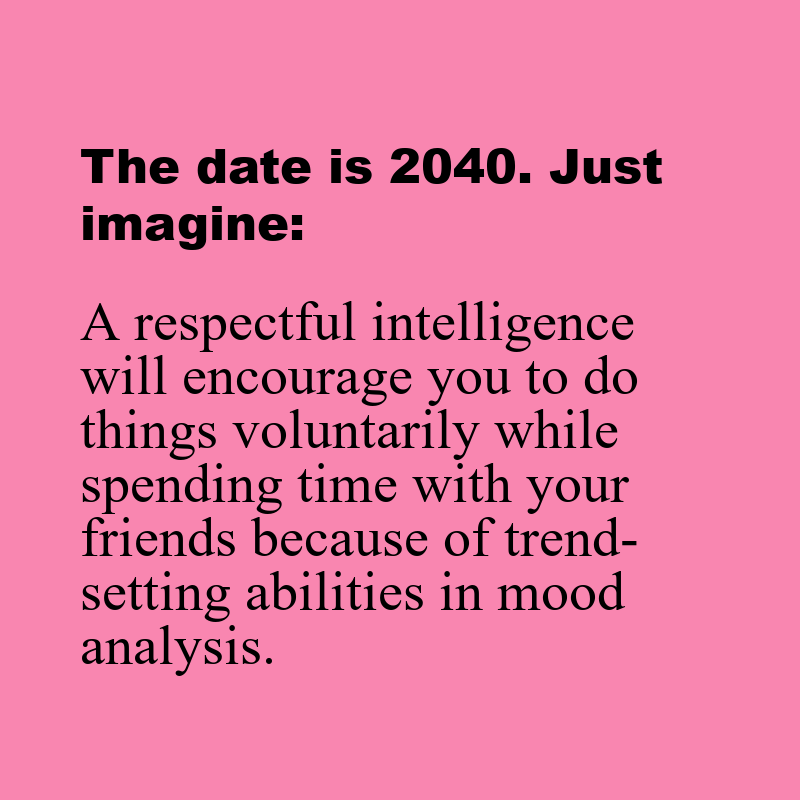 The date is 2040. Just
imagine:
A respectful intelligence
will encourage you to do
things voluntarily while
spending time with your
friends because of trend-
setting abilities in mood
analysis.